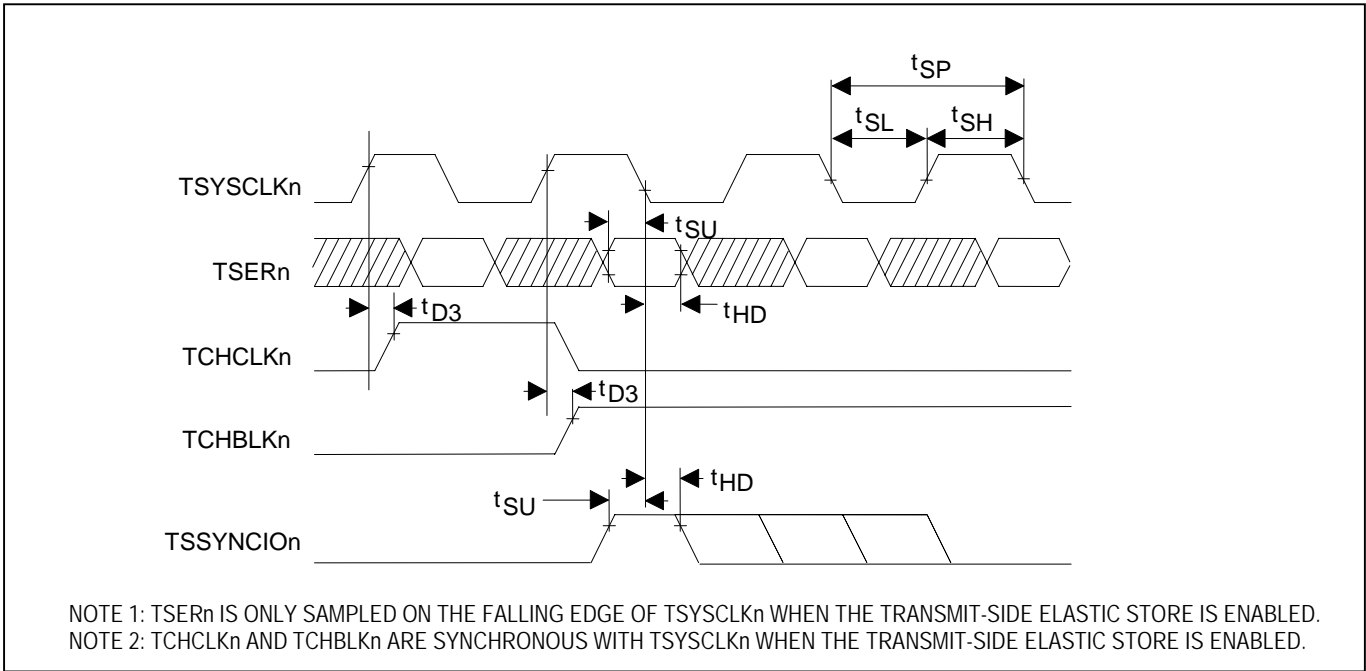 tSP
tSL tSH
TSYSCLKn
tSU
TSERn
tD3 tHD
TCHCLKn
tD3
TCHBLKn
tHD
tSU
TSSYNCIOn
NOTE 1: TSERn IS ONLY SAMPLED ON THE FALLING EDGE OF TSYSCLKn WHEN THE TRANSMIT-SIDE ELASTIC STORE IS ENABLED.
NOTE 2: TCHCLKn AND TCHBLKn ARE SYNCHRONOUS WITH TSYSCLKn WHEN THE TRANSMIT-SIDE ELASTIC STORE IS ENABLED.